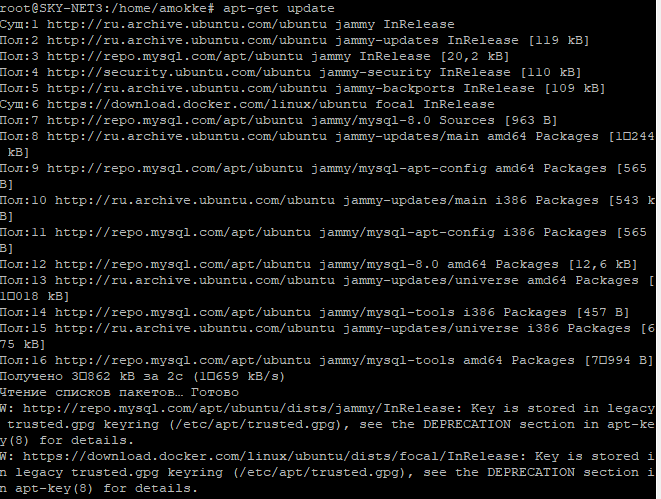 root@SKY-NET3:/home/amokke# apt-get update
Сущ:1 http://ru.archive.ubuntu.com/ubuntu jammy InRelease
Пол:2 http://ru.archive.ubuntu.com/ubuntu jammy-updates InRelease [119 kB]
Пол:3 http://repo.mysql.com/apt/ubuntu jammy InRelease [20,2 kB]
Пол:4 http://security.ubuntu.com/ubuntu jammy-security InRelease [110 kB]
Пол:5 http://ru.archive.ubuntu.com/ubuntu jammy-backports InRelease [109 kB]
Сущ:6 https://download.docker.com/linux/ubuntu focal InRelease
Пол:7 http://repo.mysql.com/apt/ubuntu jammy/mysql-8.0 Sources [963 B]
Пол:8 http://ru.archive.ubuntu.com/ubuntu jammy-updates/main amd64 Packages [1□244
 kB]
Пол:9 http://repo.mysql.com/apt/ubuntu jammy/mysql-apt-config amd64 Packages [565
B]
Пол:10 http://ru.archive.ubuntu.com/ubuntu jammy-updates/main i386 Packages [543 k
B]
Пол:11 http://repo.mysql.com/apt/ubuntu jammy/mysql-apt-config i386 Packages [565
B]
Пол:12 http://repo.mysql.com/apt/ubuntu jammy/mysql-8.0 amd64 Packages [12,6 kB]
Пол:13 http://ru.archive.ubuntu.com/ubuntu jammy-updates/universe amd64 Packages [
1□018 kB]
Пол:14 http://repo.mysql.com/apt/ubuntu jammy/mysql-tools i386 Packages [457 B]
Пол:15 http://ru.archive.ubuntu.com/ubuntu jammy-updates/universe i386 Packages [6
75 kB]
Пол:16 http://repo.mysql.com/apt/ubuntu jammy/mysql-tools amd64 Packages [7□994 B]
Получено 3□862 kB за 2с (1□659 kB/s)
Чтение списков пакетов… Готово
W: http://repo.mysql.com/apt/ubuntu/dists/jammy/InRelease: Key is stored in legacy
 trusted.gpg keyring (/etc/apt/trusted.gpg), see the DEPRECATION section in apt-ke
y(8) for details.
W: https://download.docker.com/linux/ubuntu/dists/focal/InRelease: Key is stored i
n legacy trusted.gpg keyring (/etc/apt/trusted.gpg), see the DEPRECATION section i
n apt-key(8) for details.